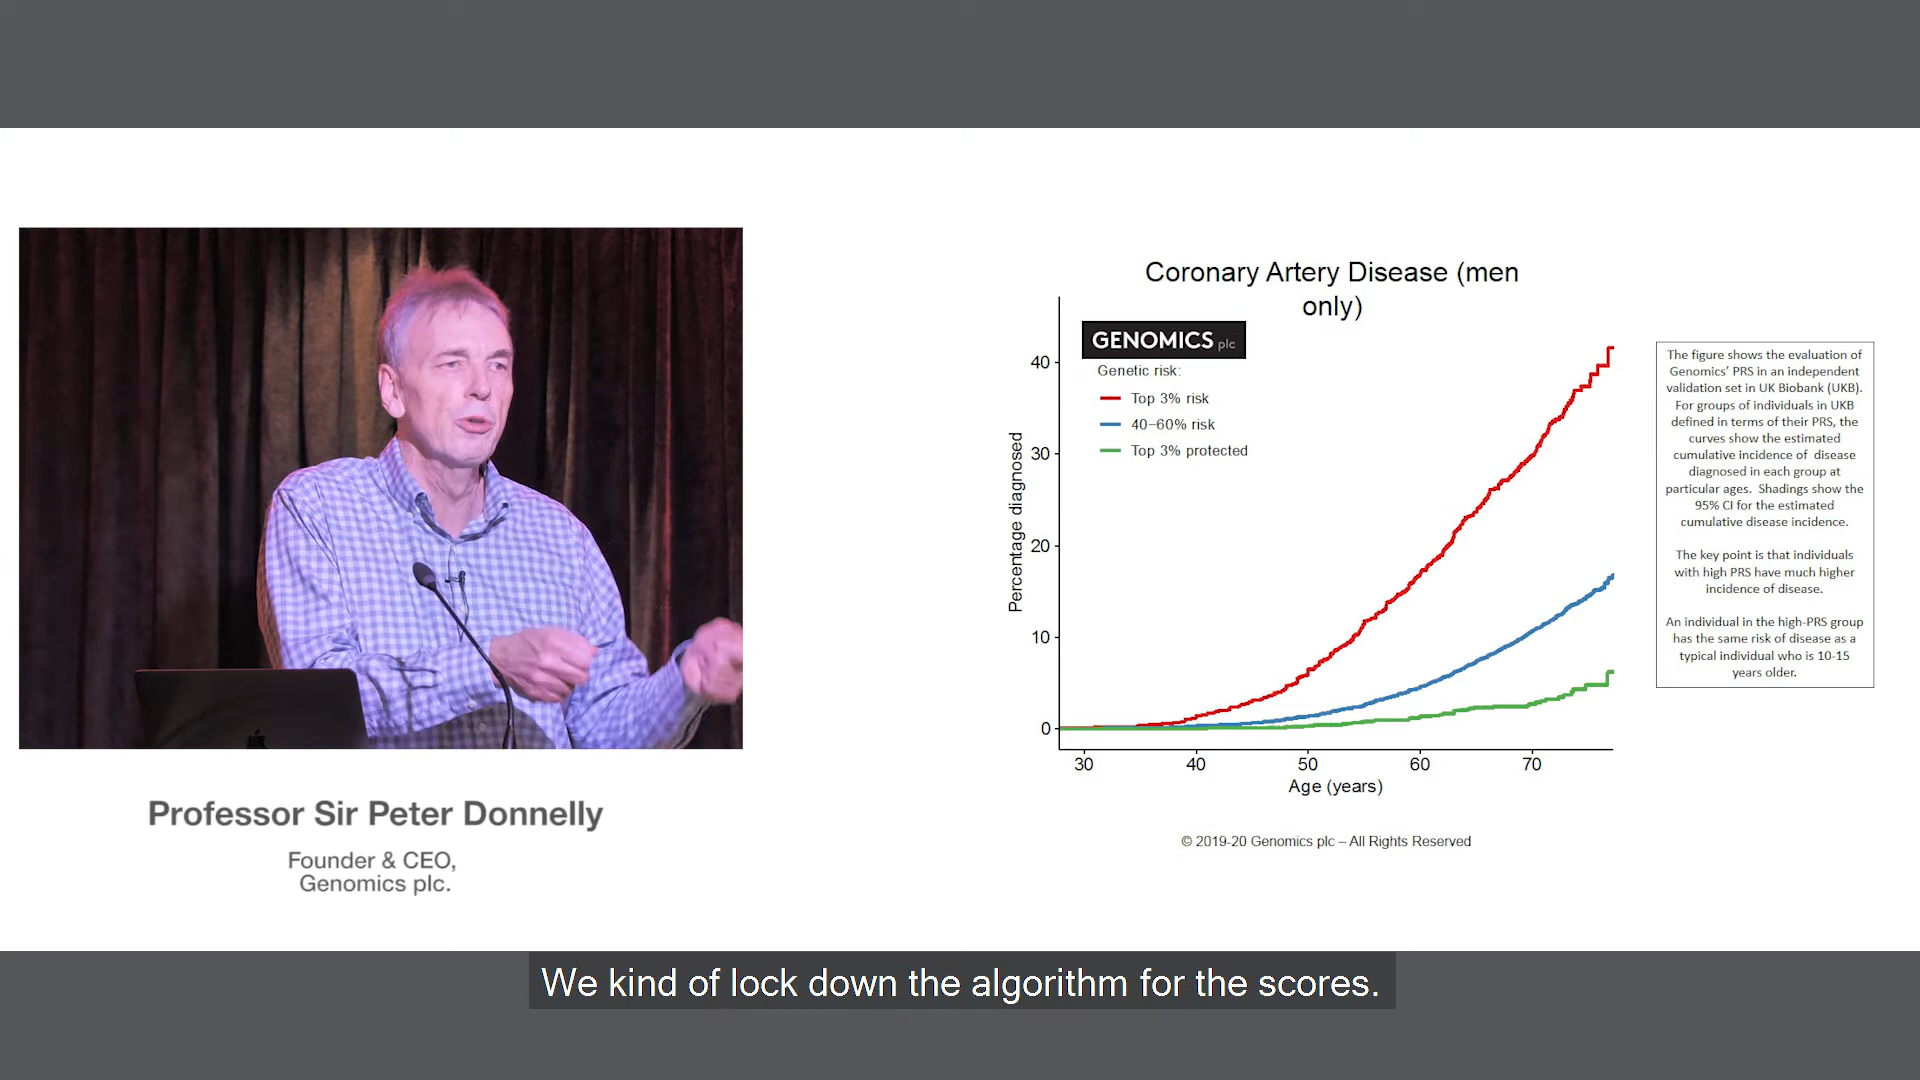 Professor Sir Peter Donnelly
Founder & CEO,
Genomics plc.
Coronary Artery Disease (men
only)
GENOMICS plc
Genetic risk:
Top 3% risk
40–60% risk
Top 3% protected
Percentage diagnosed
40
30
20
10
0
30 40 50 60 70
Age (years)
© 2019-20 Genomics plc – All Rights Reserved
The figure shows the evaluation of
Genomics’ PRS in an independent
validation set in UK Biobank (UKB).
For groups of individuals in UKB
defined in terms of their PRS, the
curves show the estimated
cumulative incidence of disease
diagnosed in each group at
particular ages. Shadings show the
95% CI for the estimated
cumulative disease incidence.
The key point is that individuals
with high PRS have much higher
incidence of disease.
An individual in the high-PRS group
has the same risk of disease as a
typical individual who is 10-15
years older.
We kind of lock down the algorithm for the scores.